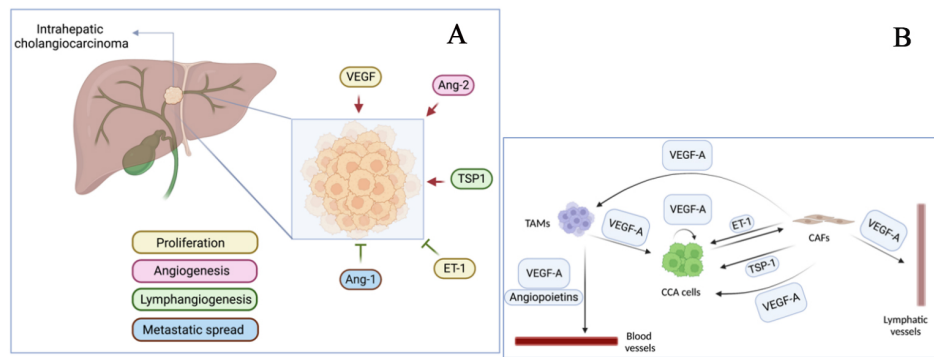 A
Intrahepatic
cholangiocarcinoma
VEGF
Ang-2
TSP1
ET-1
Ang-1
Proliferation
Angiogenesis
Lymphangiogenesis
Metastatic spread
B
VEGF-A
TAMs
VEGF-A
VEGF-A
ET-1
CAFs
VEGF-A
TSP-1
CCA cells
VEGF-A
VEGF-A
Angiopoietins
Blood
vessels
Lymphatic
vessels